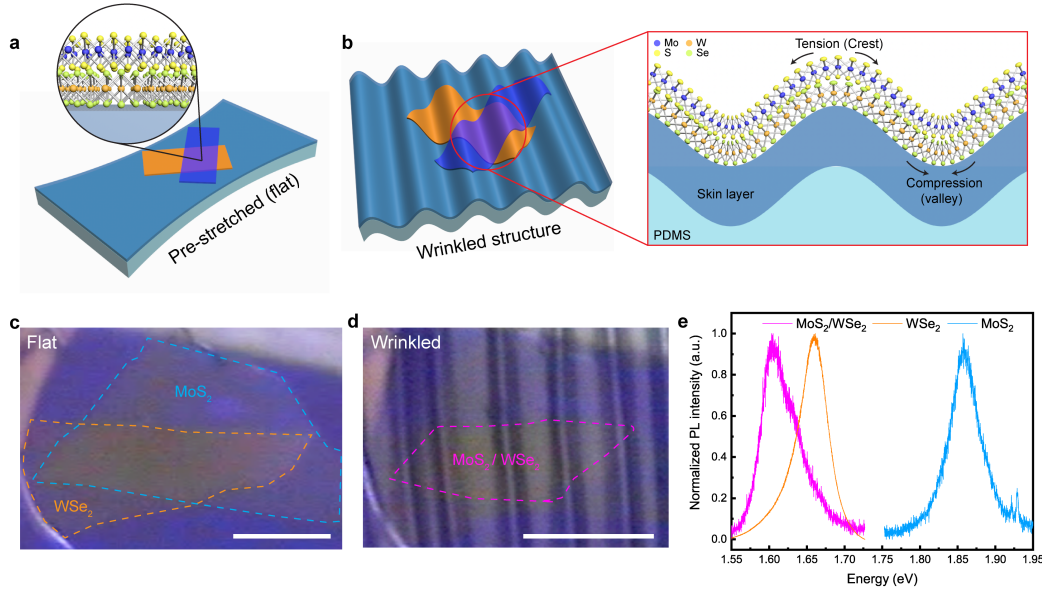 a
Pre-stretched (flat)
b
Wrinkled structure
Mo
W
S
Se
Tension (Crest)
Compression
(valley)
Skin layer
PDMS
c
Flat
MoS₂
WSe₂
d
Wrinkled
MoS₂/ WSe₂
e
MoS₂/WSe₂
WSe₂
MoS₂
Normalized PL intensity (a.u.)
1.0
0.8
0.6
0.4
0.2
0.0
1.55
1.60
1.65
1.70
1.75
1.80
1.85
1.90
1.95
Energy (eV)